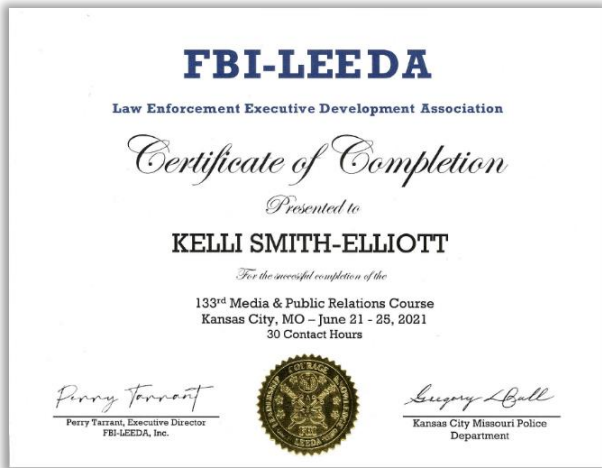 FBI-LEEDA
Law Enforcement Executive Development Association
Certificate of Completion
Presented to
KELLI SMITH-ELLIOTT
For the successful completion of the
133rd Media & Public Relations Course
Kansas City, MO – June 21 - 25, 2021
30 Contact Hours
Perry Tarrant
Perry Tarrant, Executive Director
FBI-LEEDA, Inc.
COURAGE
LEEDA
Kansas City Missouri Police
Department